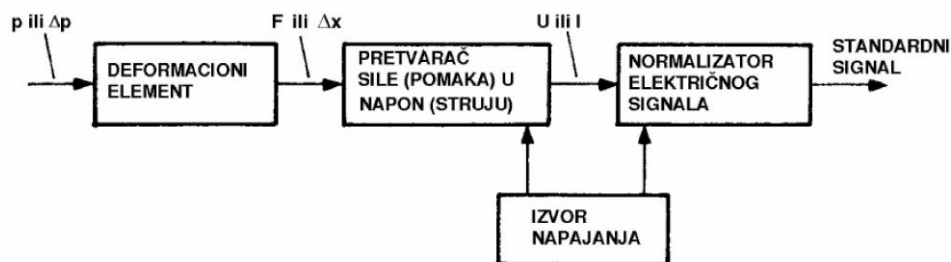 p ili Δp
F ili Δx
U ili I
DEFORMACIONI
ELEMENT
PRETVARAČ
SILE (POMAKA) U
NAPON (STRUJU)
NORMALIZATOR
ELEKTRIČNOG
SIGNALA
STANDARDNI
SIGNAL
IZVOR
NAPAJANJA